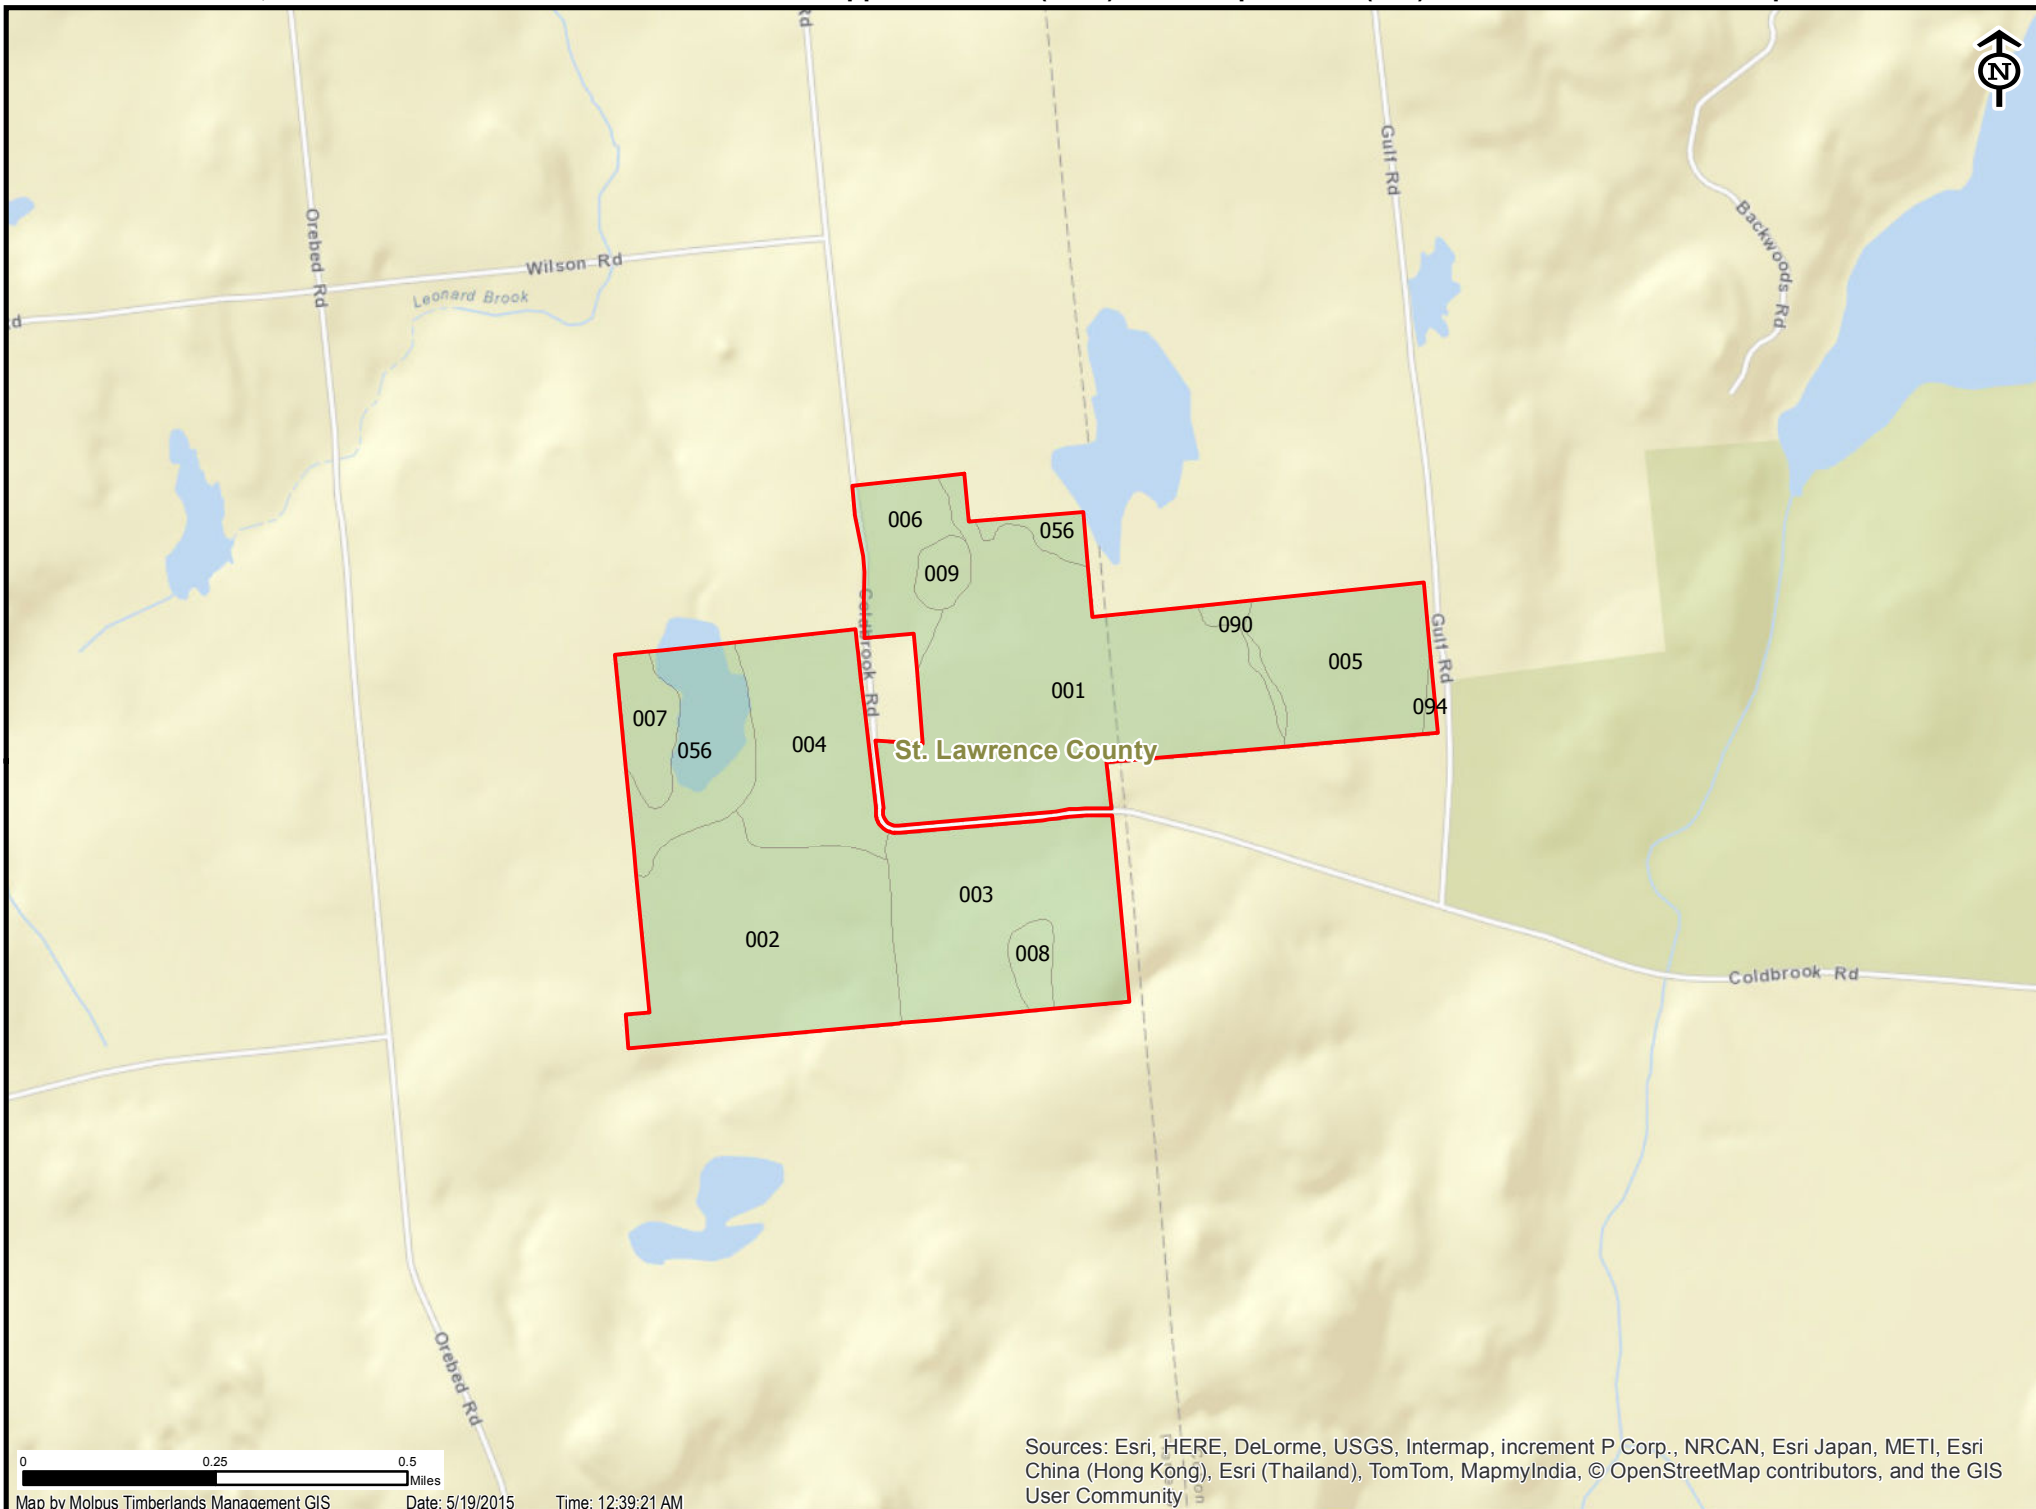 N
Rd
Gulf Rd
Orebed Rd
Backwoods Rd
Wilson Rd
Leonard Brook
006
056
009
Coldbrook Rd
090
Gulf Rd
005
001
094
007
056
004
St. Lawrence County
003
002
008
Coldbrook Rd
Orebed Rd
0 0.25 0.5
Miles
Map by Molpus Timberlands Management GIS Date: 5/19/2015 Time: 12:39:21 AM
Sources: Esri, HERE, DeLorme, USGS, Intermap, increment P Corp., NRCAN, Esri Japan, METI, Esri
China (Hong Kong), Esri (Thailand), TomTom, MapmyIndia, © OpenStreetMap contributors, and the GIS
User Community